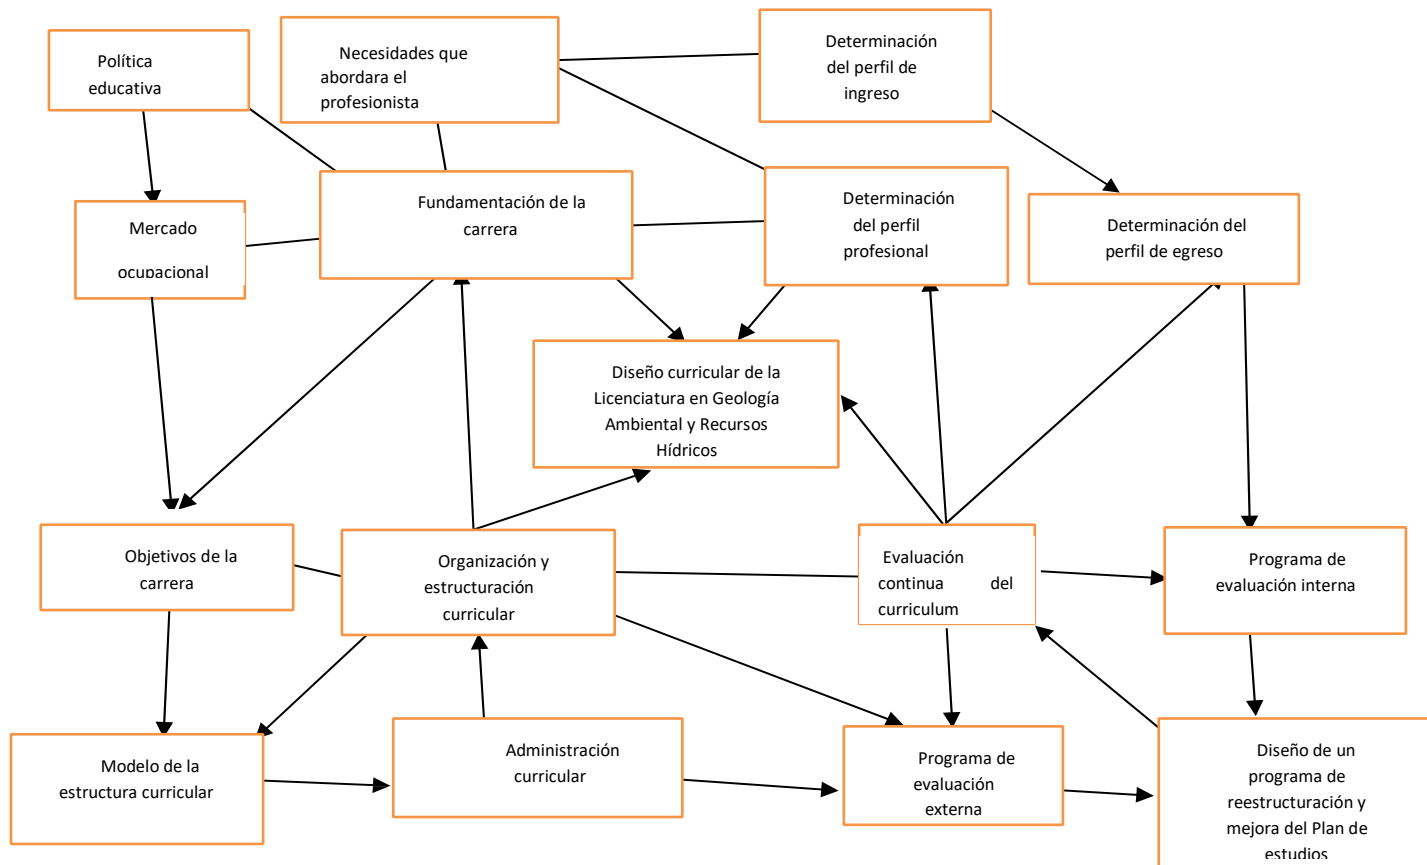 Política
educativa
Necesidades que
abordara el
profesionista
Determinación
del perfil de
ingreso
Mercado
ocupacional
Fundamentación de la
carrera
Determinación
del perfil
profesional
Determinación del
perfil de egreso
Diseño curricular de la
Licenciatura en Geología
Ambiental y Recursos
Hídricos
Objetivos de la
carrera
Organización y
estructuración
curricular
Evaluación
continua del
curriculum
Programa de
evaluación interna
Modelo de la
estructura curricular
Administración
curricular
Programa de
evaluación
externa
Diseño de un
programa de
reestructuración y
mejora del Plan de
estudios